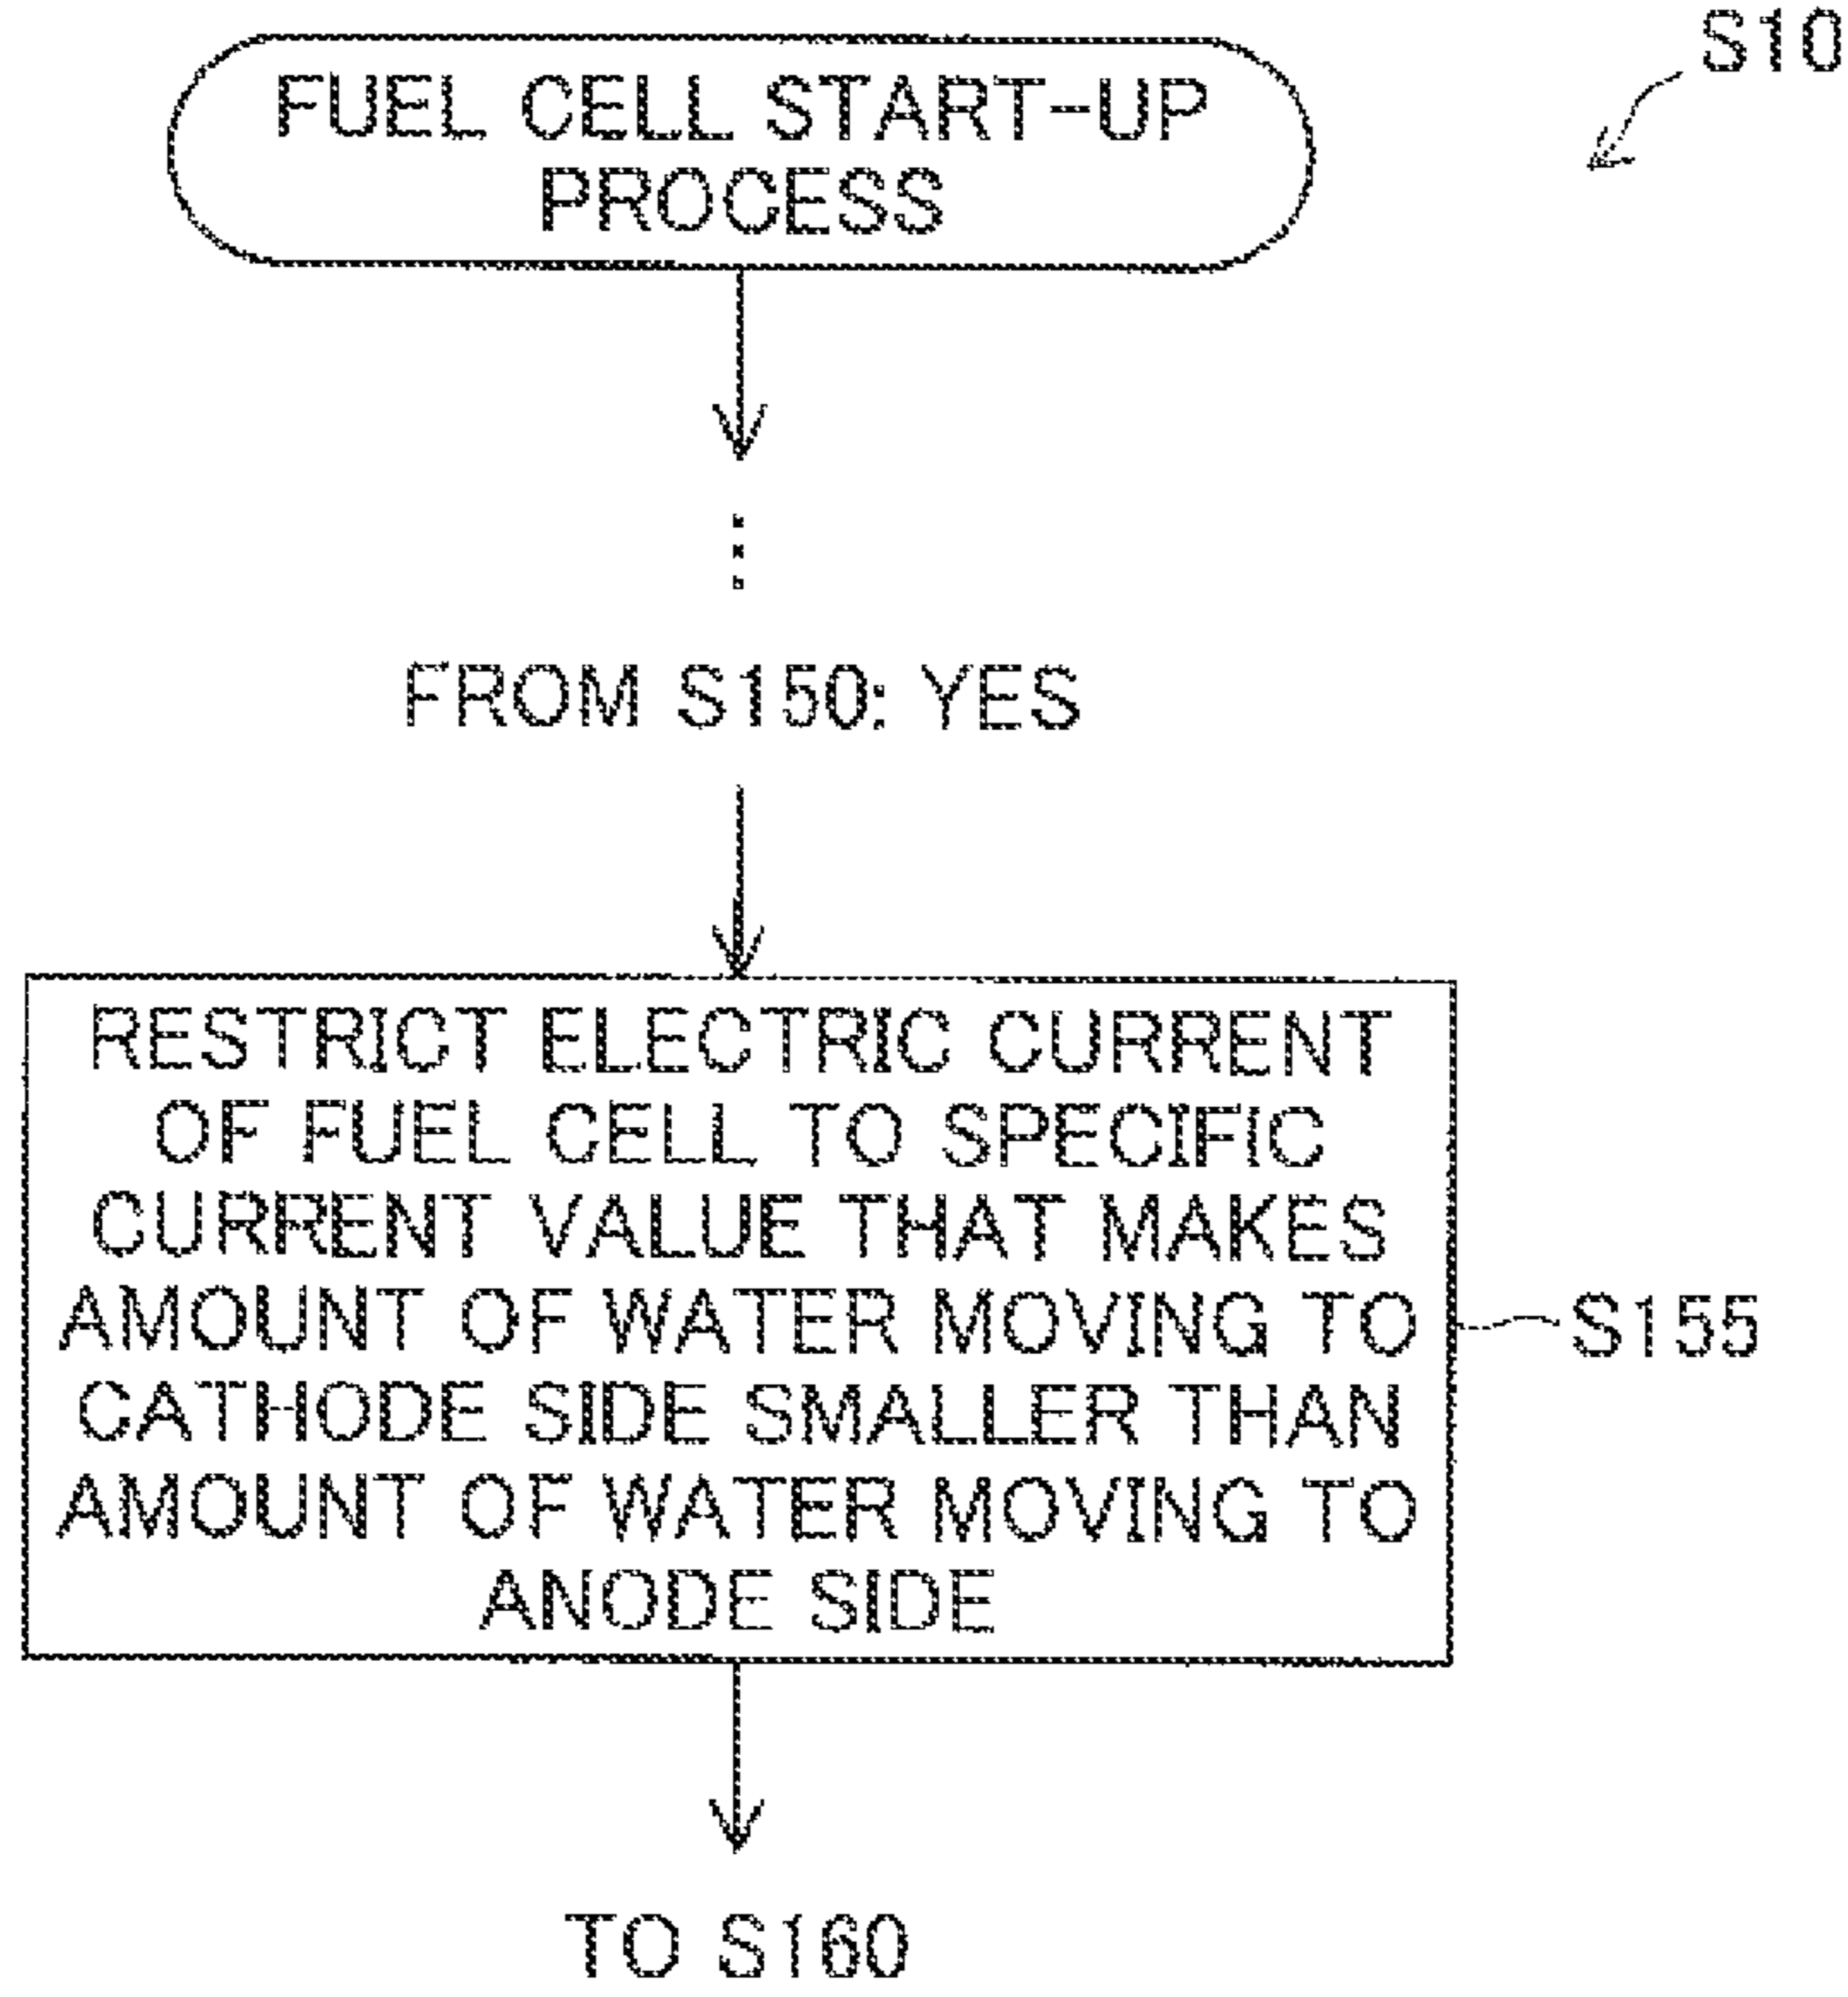 S10
FUEL CELL START-UP
PROCESS
FROM S150: YES
RESTRICT ELECTRIC CURRENT
OF FUEL CELL TO SPECIFIC
CURRENT VALUE THAT MAKES
AMOUNT OF WATER MOVING TO
CATHODE SIDE SMALLER THAN
AMOUNT OF WATER MOVING TO
ANODE SIDE
S155
TO S160